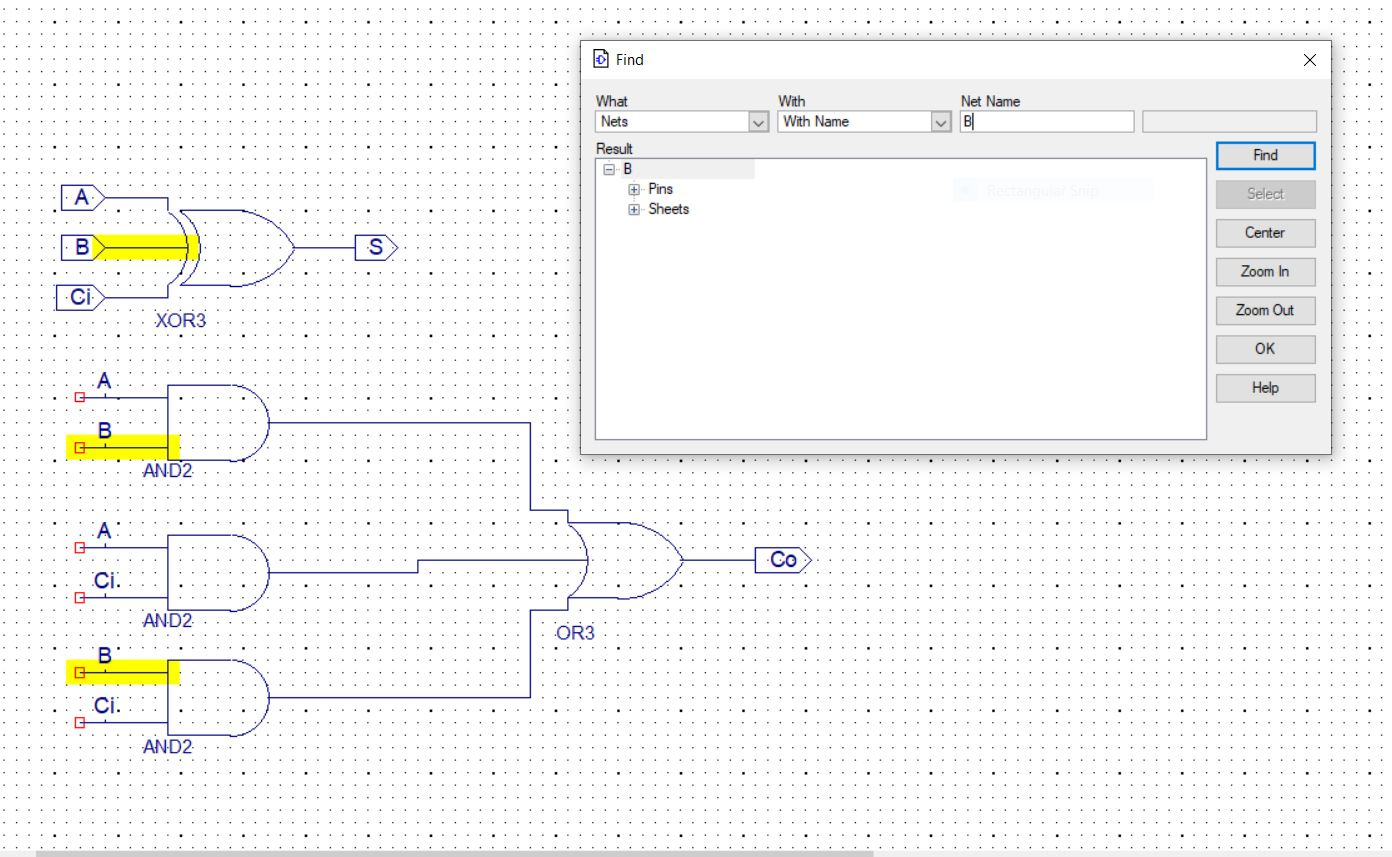 Find
What
With
Net Name
Nets
With Name
B
Result
Find
B
Pins
Sheets
Rectangular Snip
Select
Center
Zoom In
Zoom Out
OK
Help
A
B
S
Ci
XOR3
A
B
AND2
A
Ci
AND2
Co
OR3
B
Ci
AND2